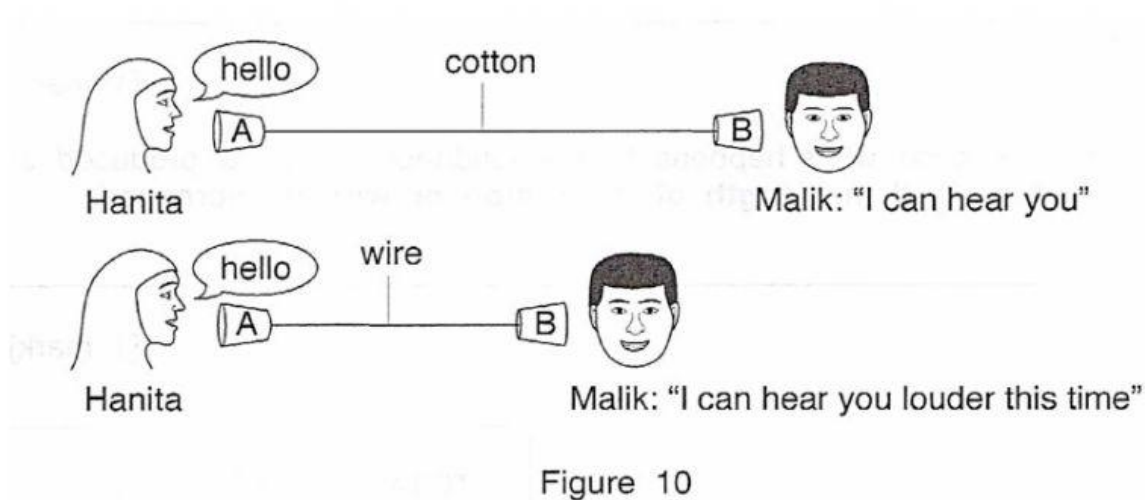 hello
cotton
A
B
Hanita
Malik: “I can hear you”
hello
wire
A
B
Hanita
Malik: “I can hear you louder this time”
Figure 10